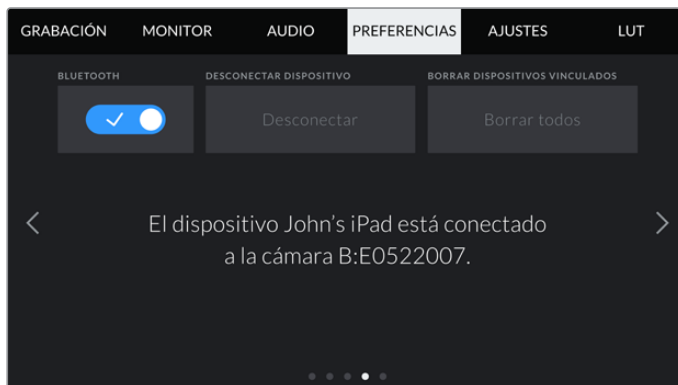 GRABACIÓN MONITOR AUDIO PREFERENCIAS AJUSTES LUT
BLUETOOTH DESCONECTAR DISPOSITIVO BORRAR DISPOSITIVOS VINCULADOS
Desconectar Borrar todos
El dispositivo John's iPad está conectado
a la cámara B:E0522007.